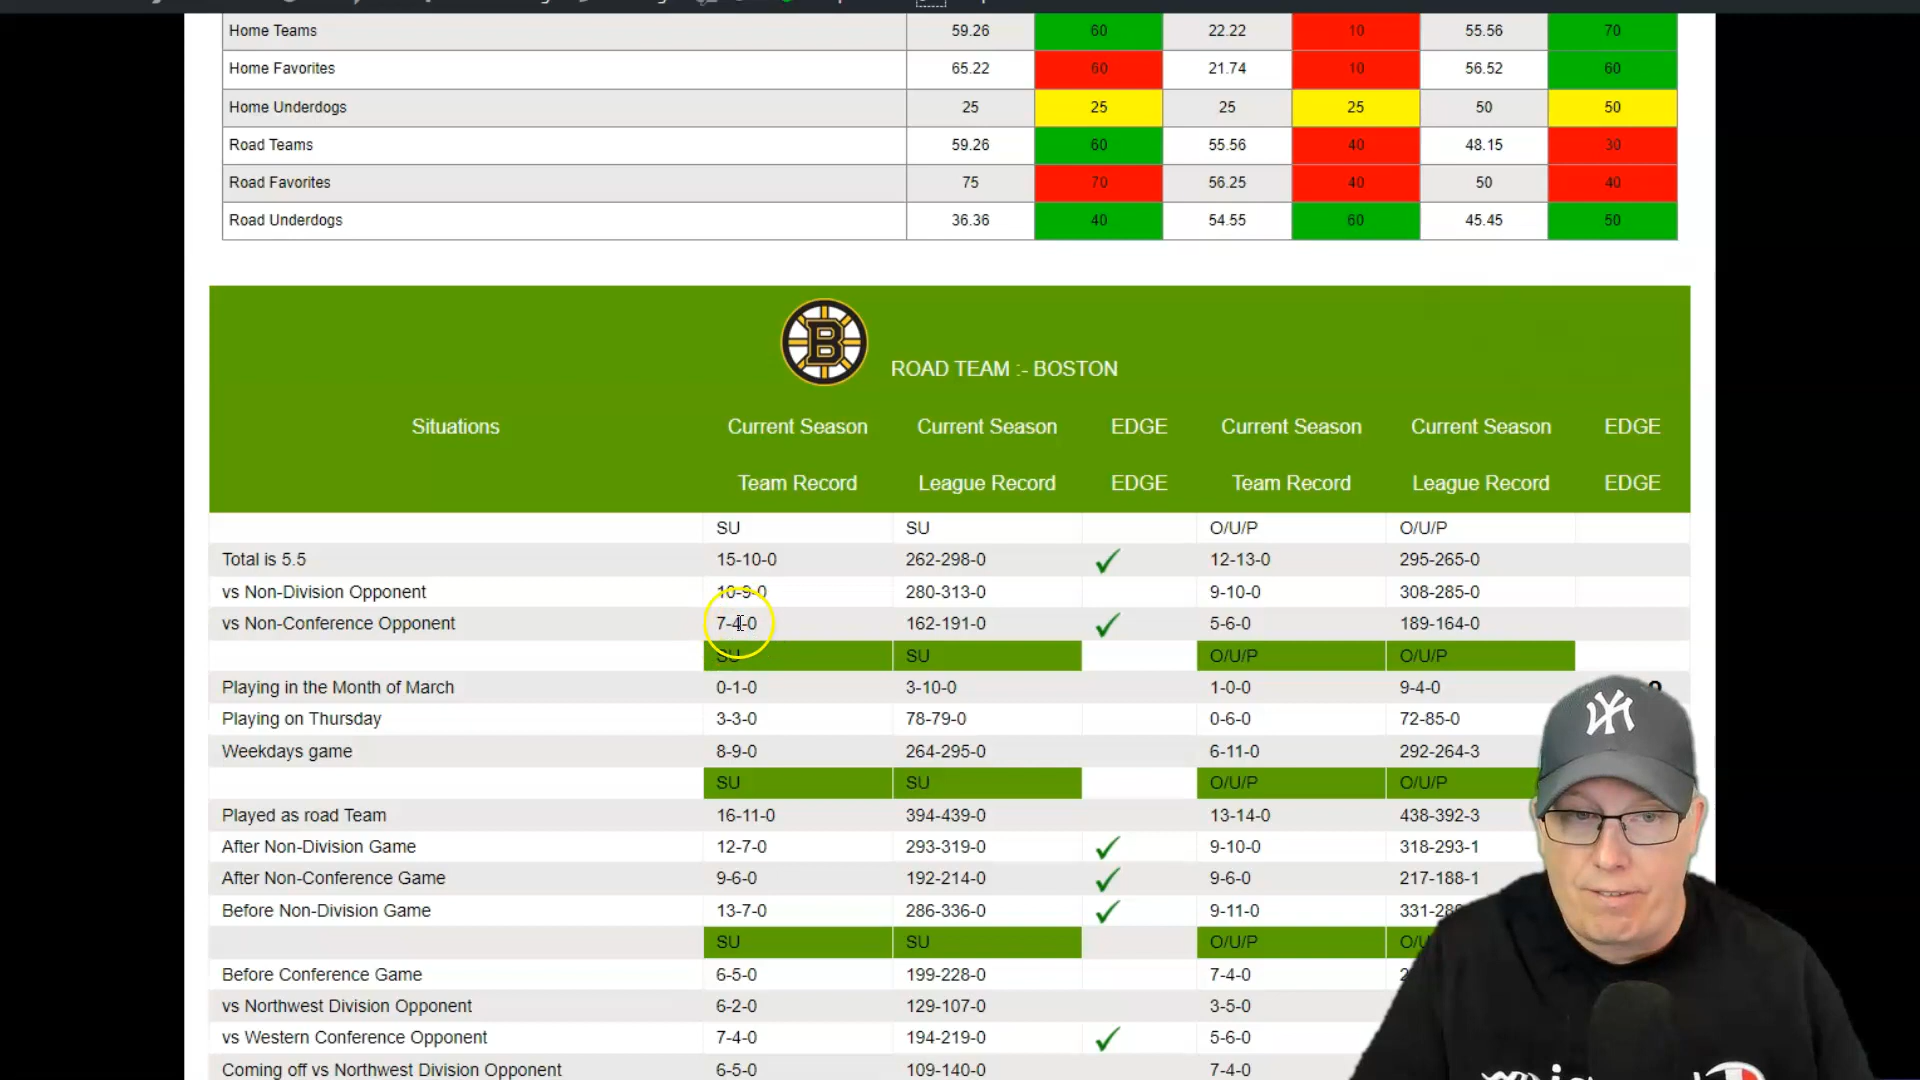 Home Teams 59.26 60 22.22 10 55.56 70
Home Favorites 65.22 60 21.74 10 56.52 60
Home Underdogs 25 25 25 25 50 50
Road Teams 59.26 60 55.56 40 48.15 30
Road Favorites 75 70 56.25 40 50 40
Road Underdogs 36.36 40 54.55 60 45.45 50
B ROAD TEAM :- BOSTON
Situations Current Season Current Season EDGE Current Season Current Season EDGE
Team Record League Record EDGE Team Record League Record EDGE
SU SU O/U/P O/U/P
Total is 5.5 15-10-0 262-298-0 12-13-0 295-265-0
vs Non-Division Opponent 10-9-0 280-313-0 9-10-0 308-285-0
vs Non-Conference Opponent 7-4-0 162-191-0 5-6-0 189-164-0
SU SU O/U/P O/U/P
Playing in the Month of March 0-1-0 3-10-0 1-0-0 9-4-0
Playing on Thursday 3-3-0 78-79-0 0-6-0 72-85-0
Weekdays game 8-9-0 264-295-0 6-11-0 292-264-3
SU SU O/U/P O/U/P
Played as road Team 16-11-0 394-439-0 13-14-0 438-392-3
After Non-Division Game 12-7-0 293-319-0 9-10-0 318-293-1
After Non-Conference Game 9-6-0 192-214-0 9-6-0 217-188-1
Before Non-Division Game 13-7-0 286-336-0 9-11-0
SU SU O/U/P
Before Conference Game 6-5-0 199-228-0 7-4-0
vs Northwest Division Opponent 6-2-0 129-107-0 3-5-0
vs Western Conference Opponent 7-4-0 194-219-0 5-6-0
Coming off vs Northwest Division Opponent 6-5-0 109-140-0 7-4-0
NY